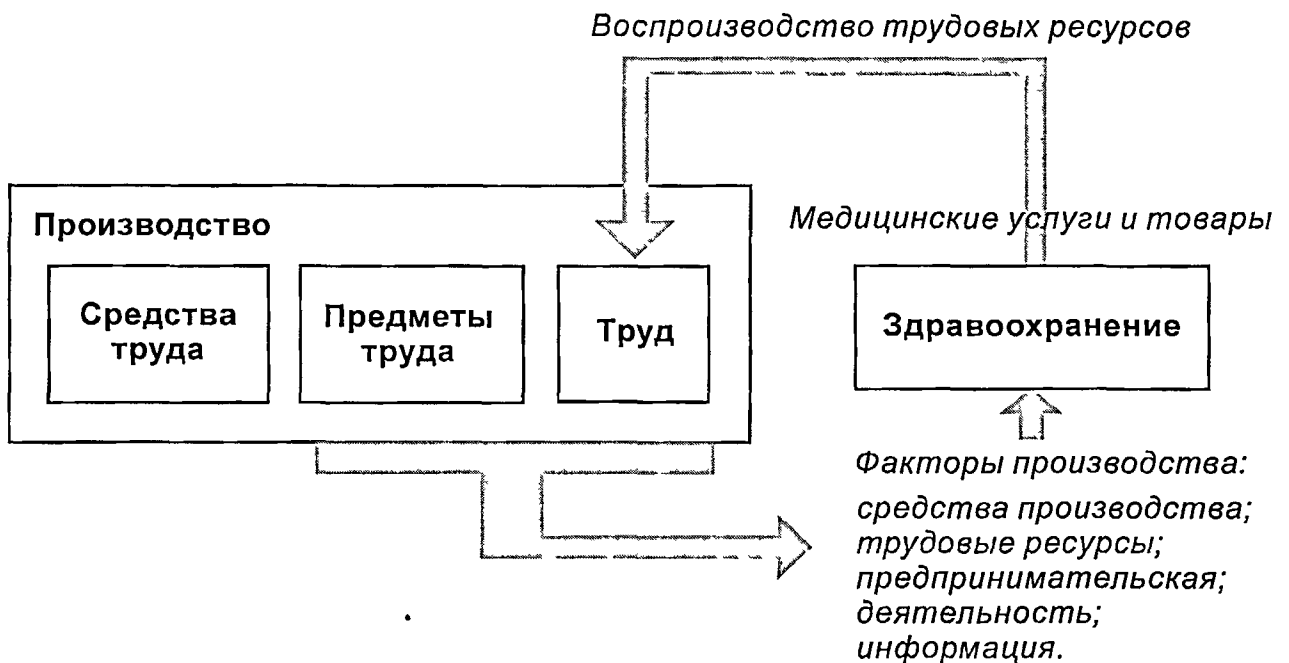 Воспроизводство трудовых ресурсов
Производство
Медицинские услуги и товары
Средства
труда
Предметы
труда
Труд
Здравоохранение
Факторы производства:
средства производства;
трудовые ресурсы;
предпринимательская;
деятельность;
информация.